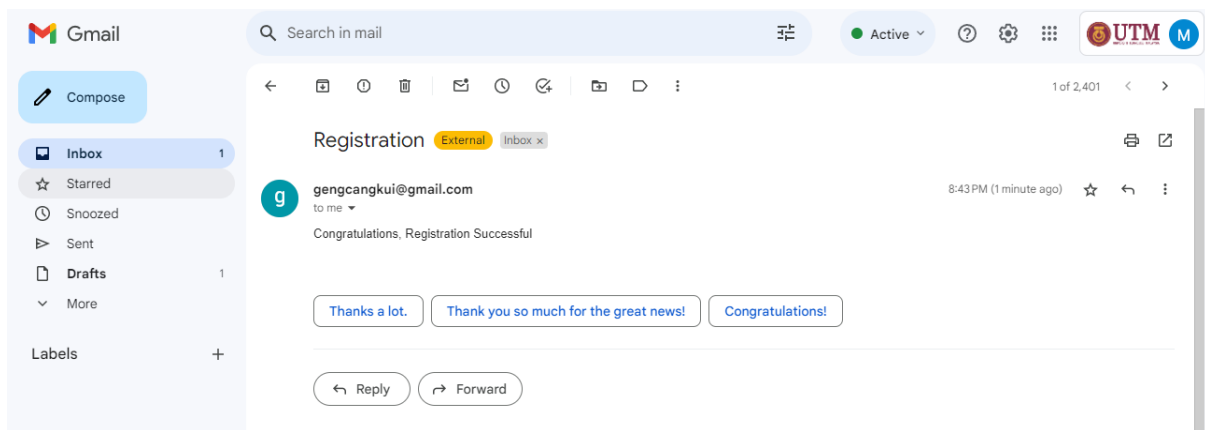 Gmail
Search in mail
Active
UTM
M
Compose
1 of 2,401
Registration External Inbox x
Inbox 1
Starred
Snoozed
Sent
Drafts 1
More
Labels
g
gengcangkui@gmail.com 8:43 PM (1 minute ago)
to me
Congratulations, Registration Successful
Thanks a lot. Thank you so much for the great news! Congratulations!
Reply Forward